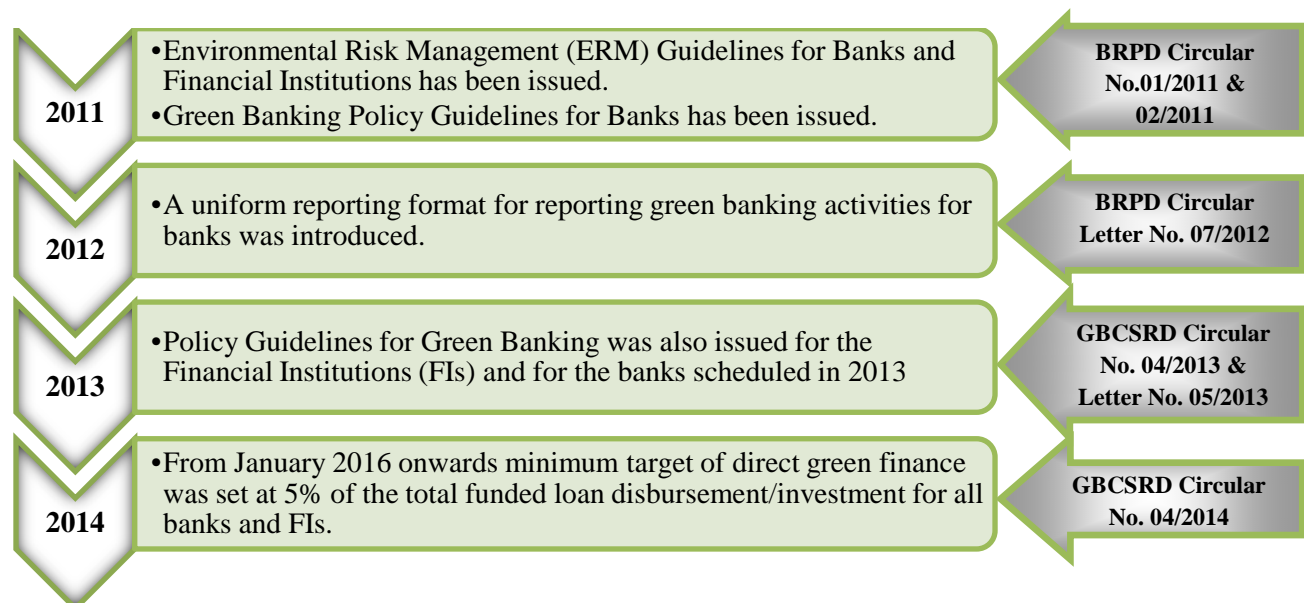 2011
•Environmental Risk Management (ERM) Guidelines for Banks and
Financial Institutions has been issued.
•Green Banking Policy Guidelines for Banks has been issued.
BRPD Circular
No.01/2011 &
02/2011
2012
•A uniform reporting format for reporting green banking activities for
banks was introduced.
BRPD Circular
Letter No. 07/2012
2013
•Policy Guidelines for Green Banking was also issued for the
Financial Institutions (FIs) and for the banks scheduled in 2013
GBCSRD Circular
No. 04/2013 &
Letter No. 05/2013
2014
•From January 2016 onwards minimum target of direct green finance
was set at 5% of the total funded loan disbursement/investment for all
banks and FIs.
GBCSRD Circular
No. 04/2014